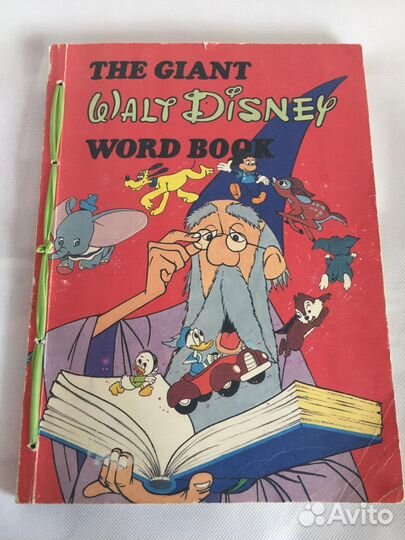 THE GIANT
WALT DISNEY
WORD BOOK
Avito